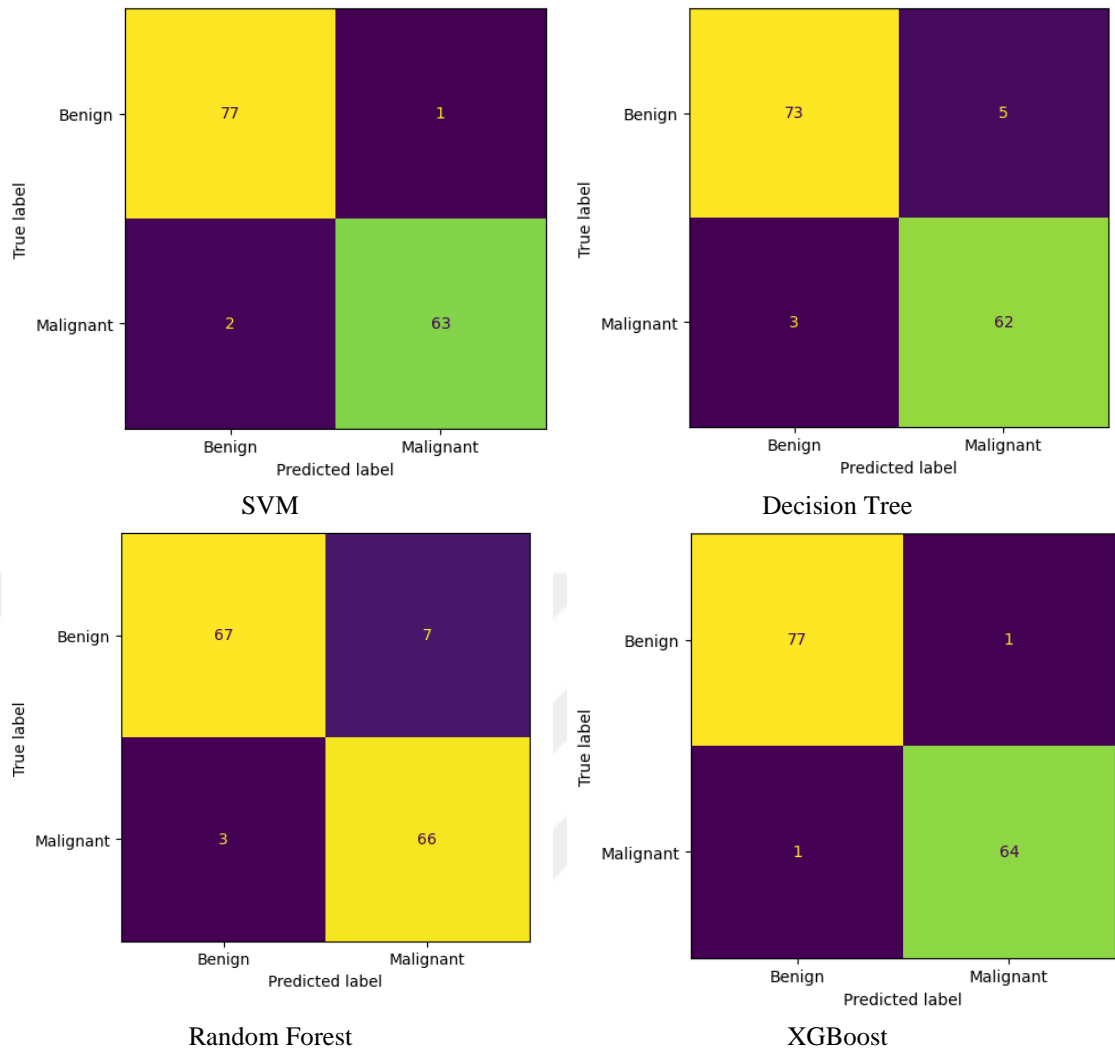 Benign
77
1
True label
Malignant
2
63
Benign
Malignant
Predicted label
SVM
Benign
73
5
True label
Malignant
3
62
Benign
Malignant
Predicted label
Decision Tree
Benign
67
7
True label
Malignant
3
66
Benign
Malignant
Predicted label
Random Forest
Benign
77
1
True label
Malignant
1
64
Benign
Malignant
Predicted label
XGBoost